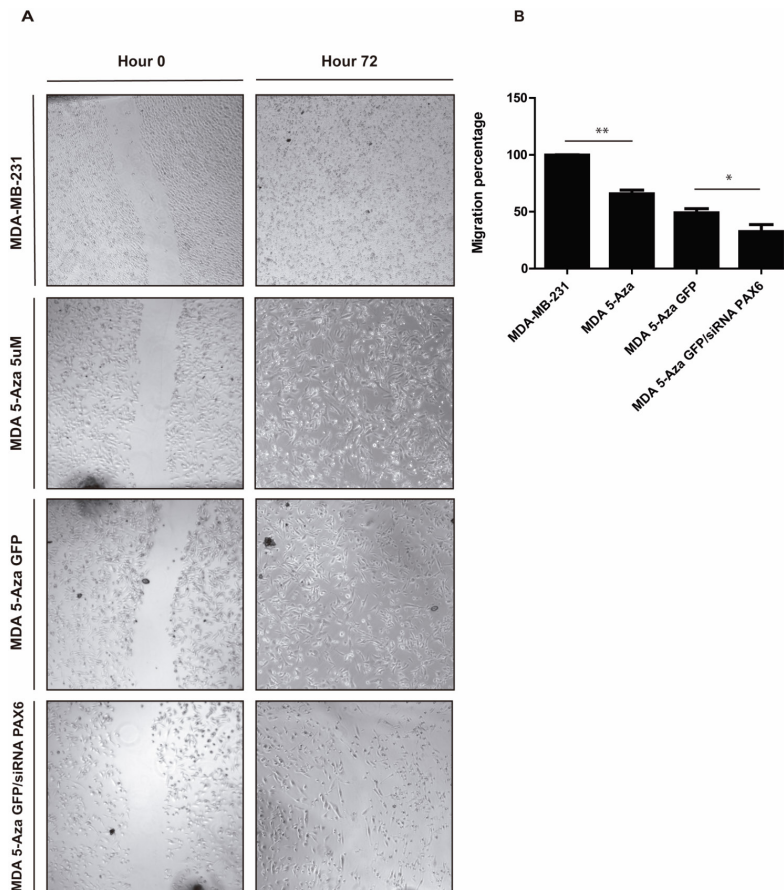 A
Hour 0
Hour 72
MDA-MB-231
MDA 5-Aza 5uM
MDA 5-Aza GFP
MDA 5-Aza GFP/siRNA PAX6
B
Migration percentage
150
100
50
0
**
*
MDA-MB-231
MDA 5-Aza
MDA 5-Aza GFP
MDA 5-Aza GFP/siRNA PAX6